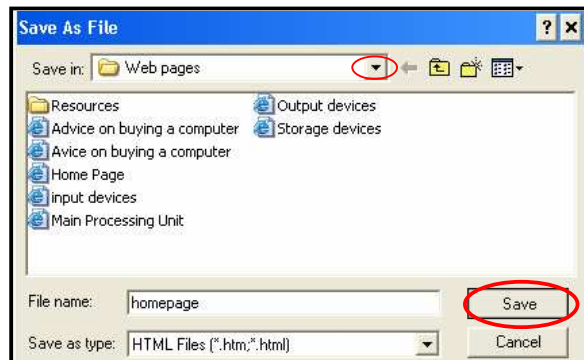 Save As File
Save in: Web pages
Resources
Advice on buying a computer
Avice on buying a computer
Home Page
input devices
Main Processing Unit
Output devices
Storage devices
File name: homepage Save
Save as type: HTML Files (*.htm;*.html) Cancel